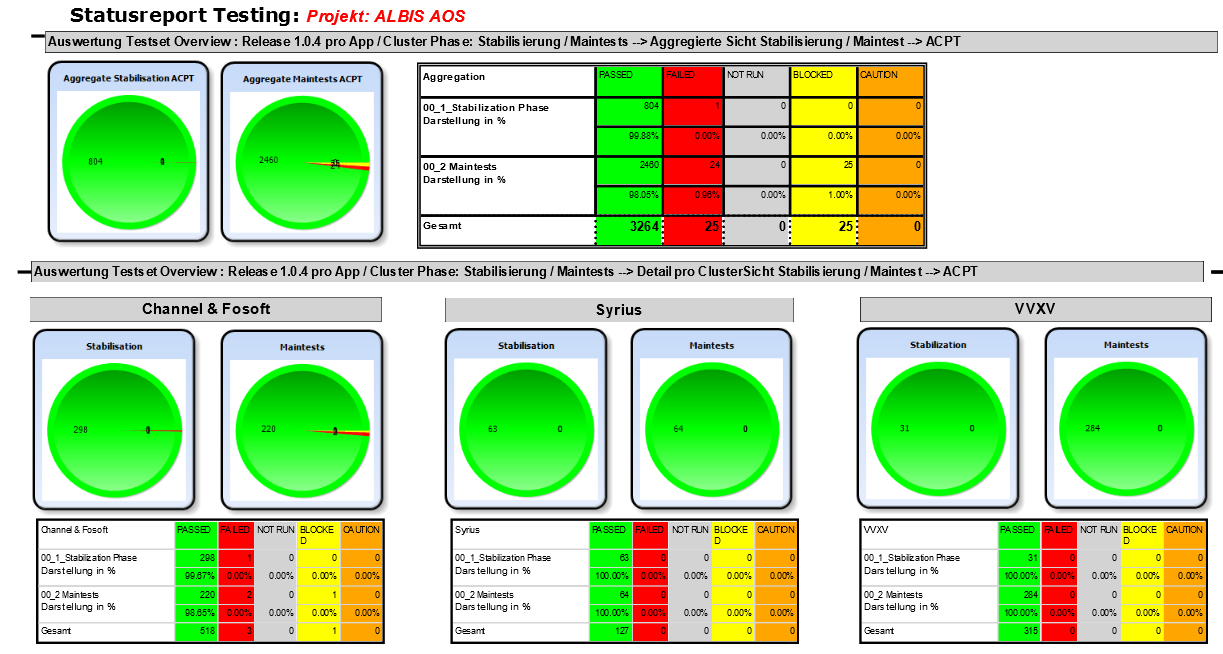 Statusreport Testing: Projekt: ALBIS AOS
Auswertung Testset Overview : Release 1.0.4 pro App / Cluster Phase: Stabilisierung / Maintests --> Aggregierte Sicht Stabilisierung / Maintest --> ACPT
Aggregate Stabilisation ACPT
804 0
Aggregate Maintests ACPT
2460 25
Aggregation PASSED FAILED NOT RUN BLOCKED CAUTION
00_1_Stabilization Phase 804 1 0 0 0
Darstellung in % 99.88% 0.00% 0.00% 0.00% 0.00%
00_2 Maintests 2460 24 0 25 0
Darstellung in % 98.05% 0.96% 0.00% 1.00% 0.00%
Gesamt 3264 25 0 25 0
Auswertung Testset Overview : Release 1.0.4 pro App / Cluster Phase: Stabilisierung / Maintests --> Detail pro ClusterSicht Stabilisierung / Maintest --> ACPT
Channel & Fosoft
Stabilisation
298 0
Maintests
220
Channel & Fosoft PASSED FAILED NOT RUN BLOCKE
D CAUTION
00_1_Stabilization Phase 298 1 0 0 0
Darstellung in % 99.67% 0.00% 0.00% 0.00% 0.00%
00_2 Maintests 220 2 0 1 0
Darstellung in % 98.65% 0.00% 0.00% 0.00% 0.00%
Gesamt 518 3 0 1 0
Syrius
Stabilisation
63 0
Maintests
64 0
Syrius PASSED FAILED NOT RUN BLOCKE
D CAUTION
00_1_Stabilization Phase 63 0 0 0 0
Darstellung in % 100.00% 0.00% 0.00% 0.00% 0.00%
00_2 Maintests 64 0 0 0 0
Darstellung in % 100.00% 0.00% 0.00% 0.00% 0.00%
Gesamt 127 0 0 0 0
VVXV
Stabilization
31 0
Maintests
284 0
VVXV PASSED FAILED NOT RUN BLOCKE
D CAUTION
00_1_Stabilization Phase 31 0 0 0 0
Darstellung in % 100.00% 0.00% 0.00% 0.00% 0.00%
00_2 Maintests 284 0 0 0 0
Darstellung in % 100.00% 0.00% 0.00% 0.00% 0.00%
Gesamt 315 0 0 0 0